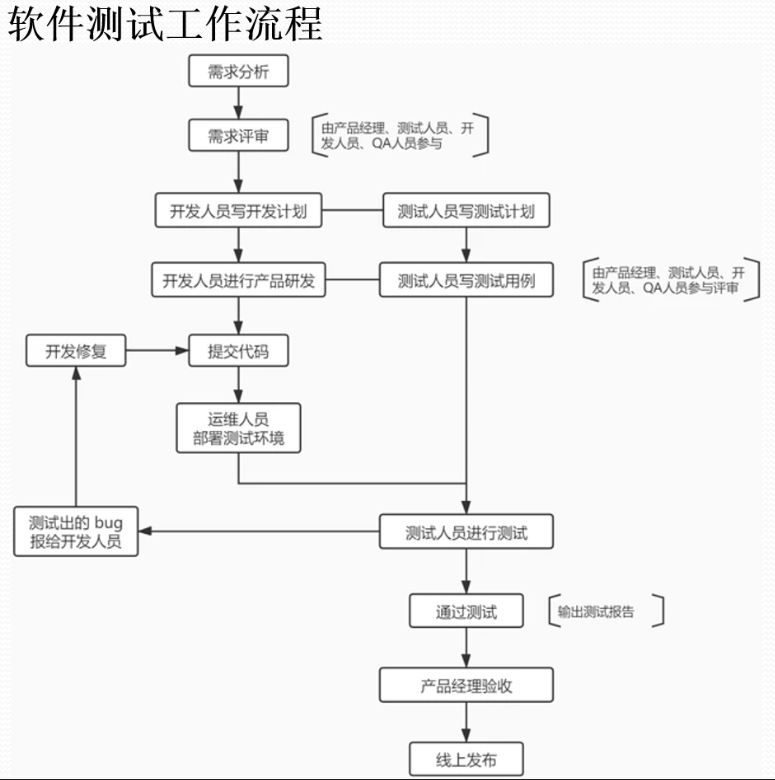 软件测试工作流程
需求分析
需求评审
由产品经理、测试人员、开
发人员、QA人员参与
开发人员写开发计划
测试人员写测试计划
开发人员进行产品研发
测试人员写测试用例
由产品经理、测试人员、开
发人员、QA人员参与评审
开发修复
提交代码
运维人员
部署测试环境
测试出的 bug
报给开发人员
测试人员进行测试
通过测试
输出测试报告
产品经理验收
线上发布